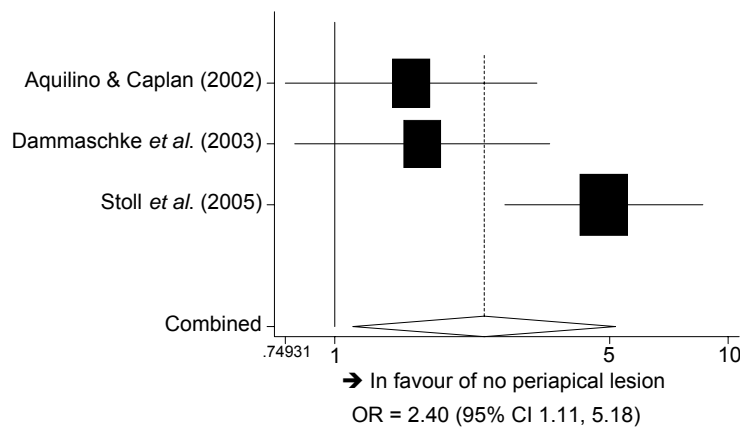 Aquilino & Caplan (2002)
Dammaschke et al. (2003)
Stoll et al. (2005)
Combined
.74931 1 5 10
➔ In favour of no periapical lesion
OR = 2.40 (95% CI 1.11, 5.18)